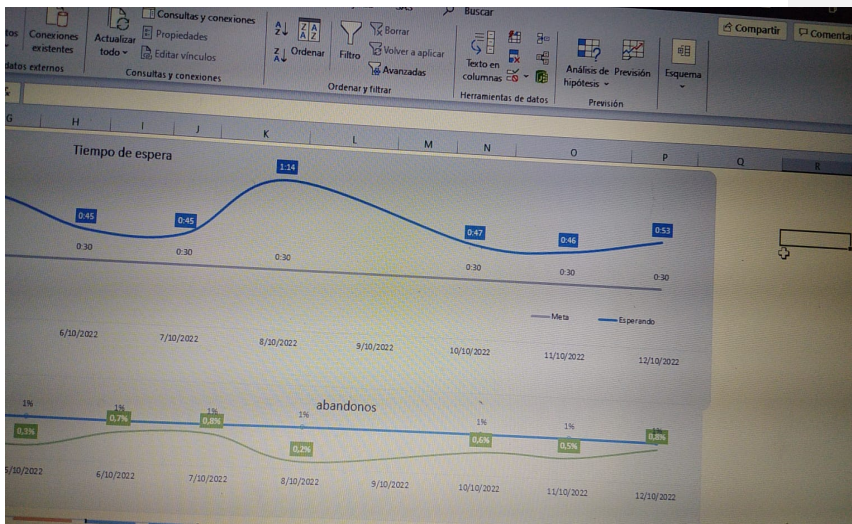 Buscar
Compartir
Conexiones existentes
Actualizar todo
Consultas y conexiones
Propiedades
Editar vínculos
Ordenar
Filtro
Borrar
Volver a aplicar
Avanzadas
Texto en columnas
Análisis de hipótesis
Previsión
Esquema
datos externos
Consultas y conexiones
Ordenar y filtrar
Herramientas de datos
Previsión
G H I J K L M N O P Q R
Tiempo de espera
0:45 0:45 1:14 0:47 0:46 0:53
0:30 0:30 0:30 0:30 0:30 0:30
Meta Esperando
6/10/2022 7/10/2022 8/10/2022 9/10/2022 10/10/2022 11/10/2022 12/10/2022
abandonos
1% 1% 1% 1% 1% 1% 1%
0,3% 0,7% 0,8% 0,2% 0,6% 0,5% 0,8%
5/10/2022 6/10/2022 7/10/2022 8/10/2022 9/10/2022 10/10/2022 11/10/2022 12/10/2022